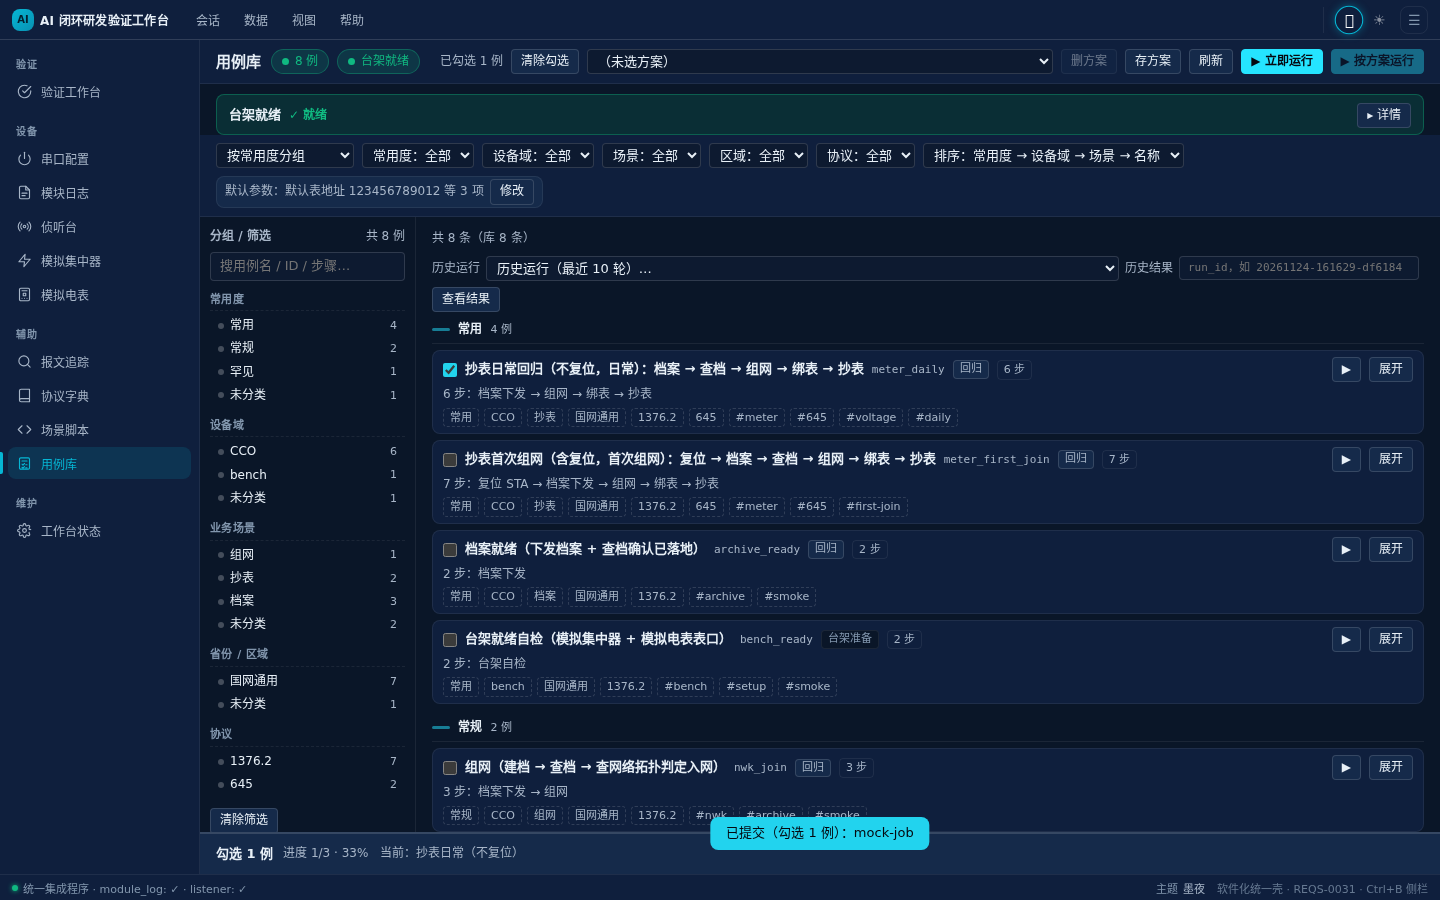 AI AI 闭环研发验证工作台 会话 数据 视图 帮助
验证
验证工作台
设备
串口配置
模块日志
侦听台
模拟集中器
模拟电表
辅助
报文追踪
协议字典
场景脚本
用例库
维护
工作台状态
用例库 8 例 台架就绪 已勾选 1 例 清除勾选 （未选方案） 删方案 存方案 刷新 ▶ 立即运行 ▶ 按方案运行
台架就绪 ✓ 就绪 ▸ 详情
按常用度分组 常用度：全部 设备域：全部 场景：全部 区域：全部 协议：全部 排序：常用度 → 设备域 → 场景 → 名称
默认参数：默认表地址 123456789012 等 3 项 修改
分组 / 筛选 共 8 例
搜用例名 / ID / 步骤…
常用度
常用 4
常规 2
罕见 1
未分类 1
设备域
CCO 6
bench 1
未分类 1
业务场景
组网 1
抄表 2
档案 3
未分类 2
省份 / 区域
国网通用 7
未分类 1
协议
1376.2 7
645 2
清除筛选
共 8 条（库 8 条）
历史运行 历史运行（最近 10 轮）… 历史结果 run_id，如 20261124-161629-df6184
查看结果
常用 4 例
抄表日常回归（不复位，日常）：档案 → 查档 → 组网 → 绑表 → 抄表 meter_daily 回归 6 步 ▶ 展开
6 步：档案下发 → 组网 → 绑表 → 抄表
常用 CCO 抄表 国网通用 1376.2 645 #meter #645 #voltage #daily
抄表首次组网（含复位，首次组网）：复位 → 档案 → 查档 → 组网 → 绑表 → 抄表 meter_first_join 回归 7 步 ▶ 展开
7 步：复位 STA → 档案下发 → 组网 → 绑表 → 抄表
常用 CCO 抄表 国网通用 1376.2 645 #meter #645 #first-join
档案就绪（下发档案 + 查档确认已落地） archive_ready 回归 2 步 ▶ 展开
2 步：档案下发
常用 CCO 档案 国网通用 1376.2 #archive #smoke
台架就绪自检（模拟集中器 + 模拟电表表口） bench_ready 台架准备 2 步 ▶ 展开
2 步：台架自检
常用 bench 国网通用 1376.2 #bench #setup #smoke
常规 2 例
组网（建档 → 查档 → 查网络拓扑判定入网） nwk_join 回归 3 步 ▶ 展开
3 步：档案下发 → 组网
常规 CCO 组网 国网通用 1376.2 #nwk #archive #smoke
已提交（勾选 1 例）：mock-job
勾选 1 例 进度 1/3 · 33% 当前：抄表日常（不复位）
统一集成程序 · module_log: ✓ · listener: ✓ 主题 墨夜 软件化统一壳 · REQS-0031 · Ctrl+B 侧栏